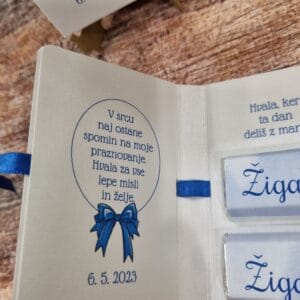 6.
V srcu
naj ostane
spomin na moje
praznovanje.
Hvala za vse
lepe misli
in želje
6. 5. 2023
Hvala, ker
ta dan
deliš z
Žiga
Žiga